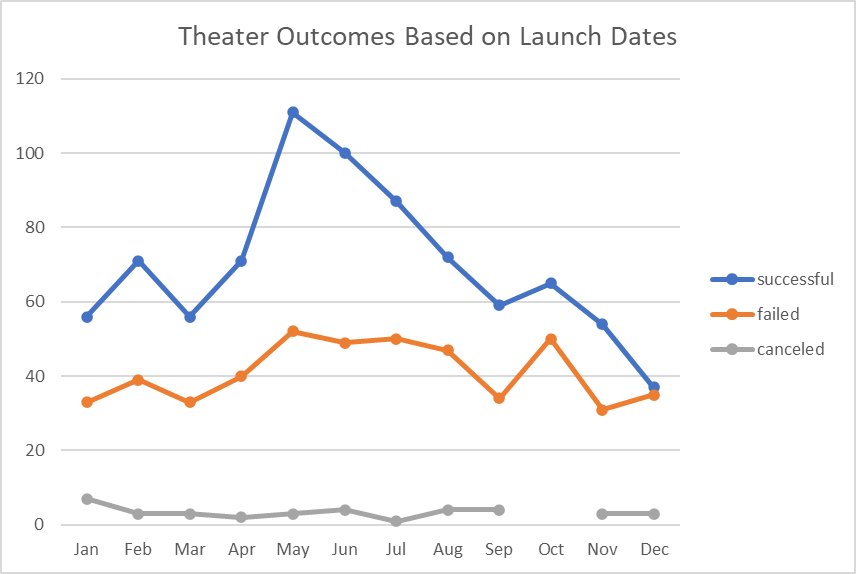 Theater Outcomes Based on Launch Dates
120
100
80
60
40
20
0
Jan Feb Mar Apr May Jun Jul Aug Sep Oct Nov Dec
successful
failed
canceled